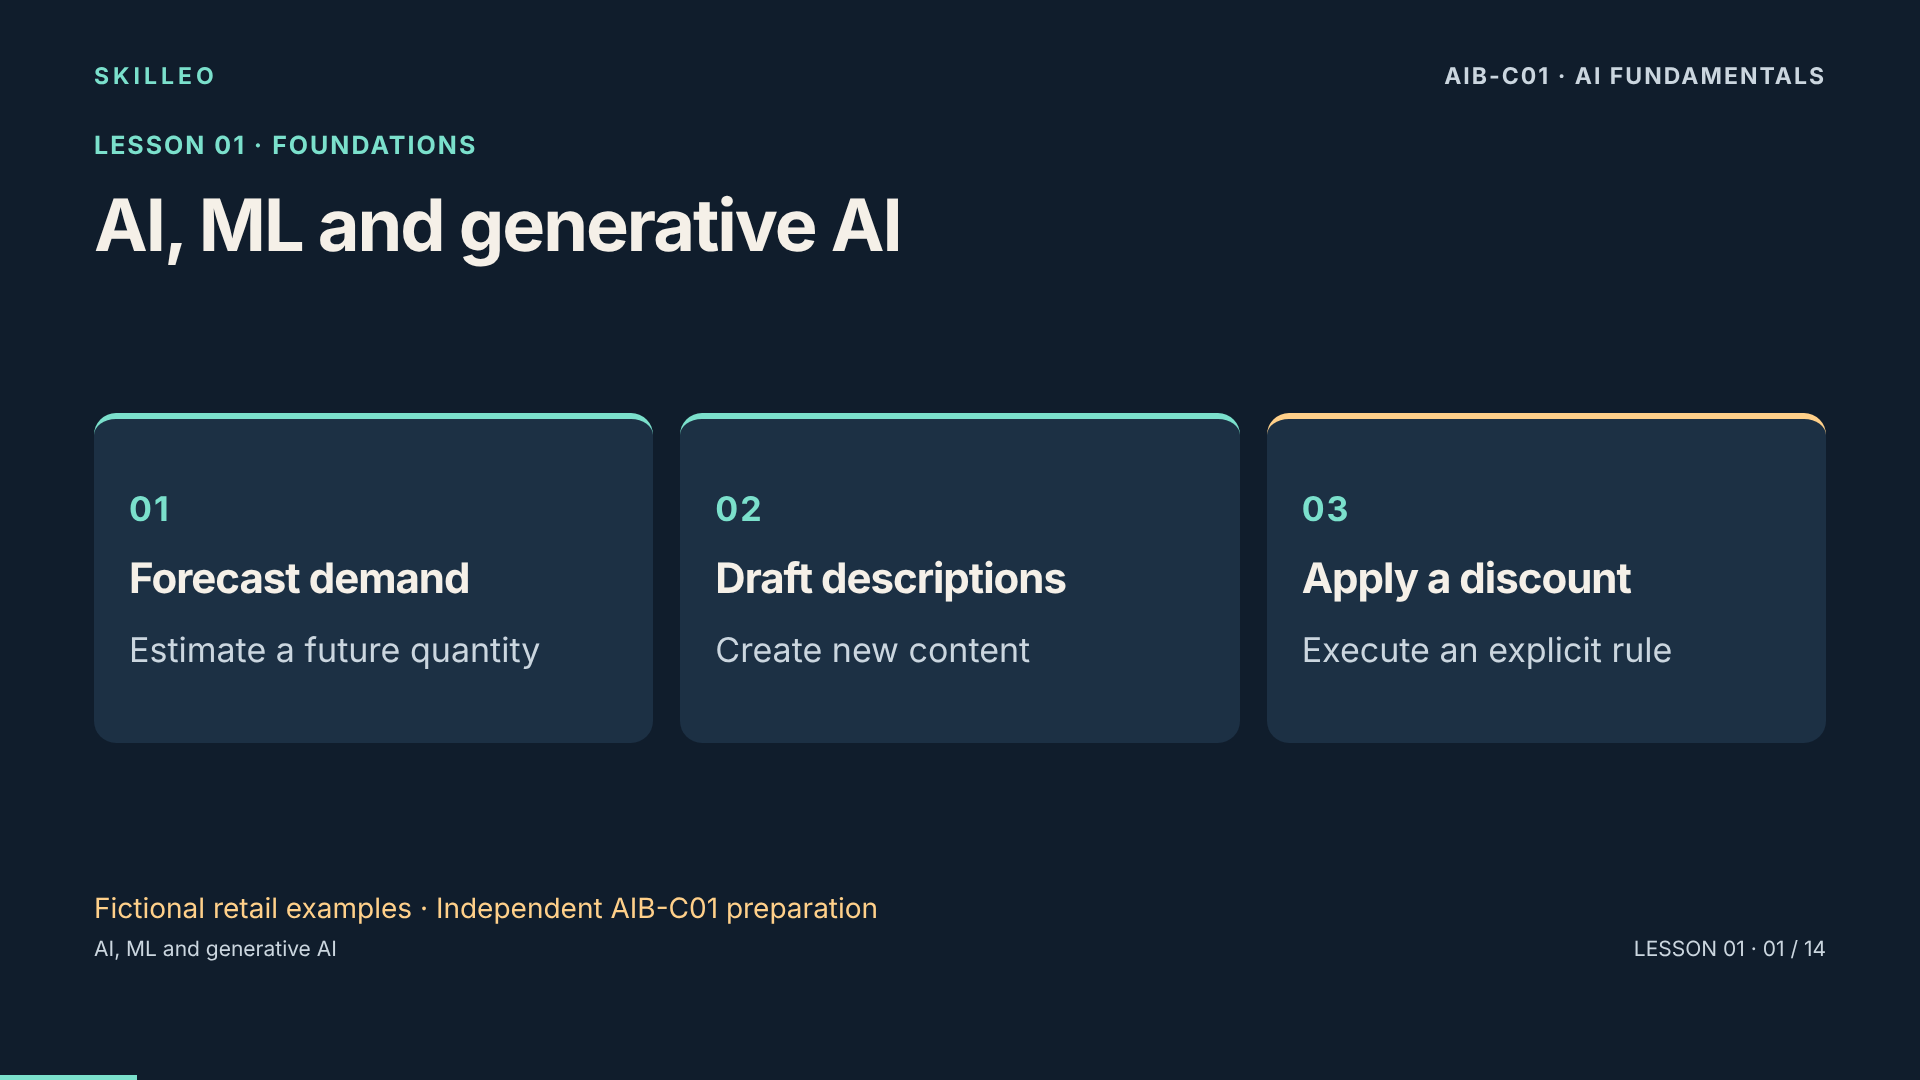 SKILLEO
AIB-C01 · AI FUNDAMENTALS
LESSON 01 · FOUNDATIONS
AI, ML and generative AI
01
Forecast demand
Estimate a future quantity
02
Draft descriptions
Create new content
03
Apply a discount
Execute an explicit rule
Fictional retail examples · Independent AIB-C01 preparation
AI, ML and generative AI
LESSON 01 · 01 / 14